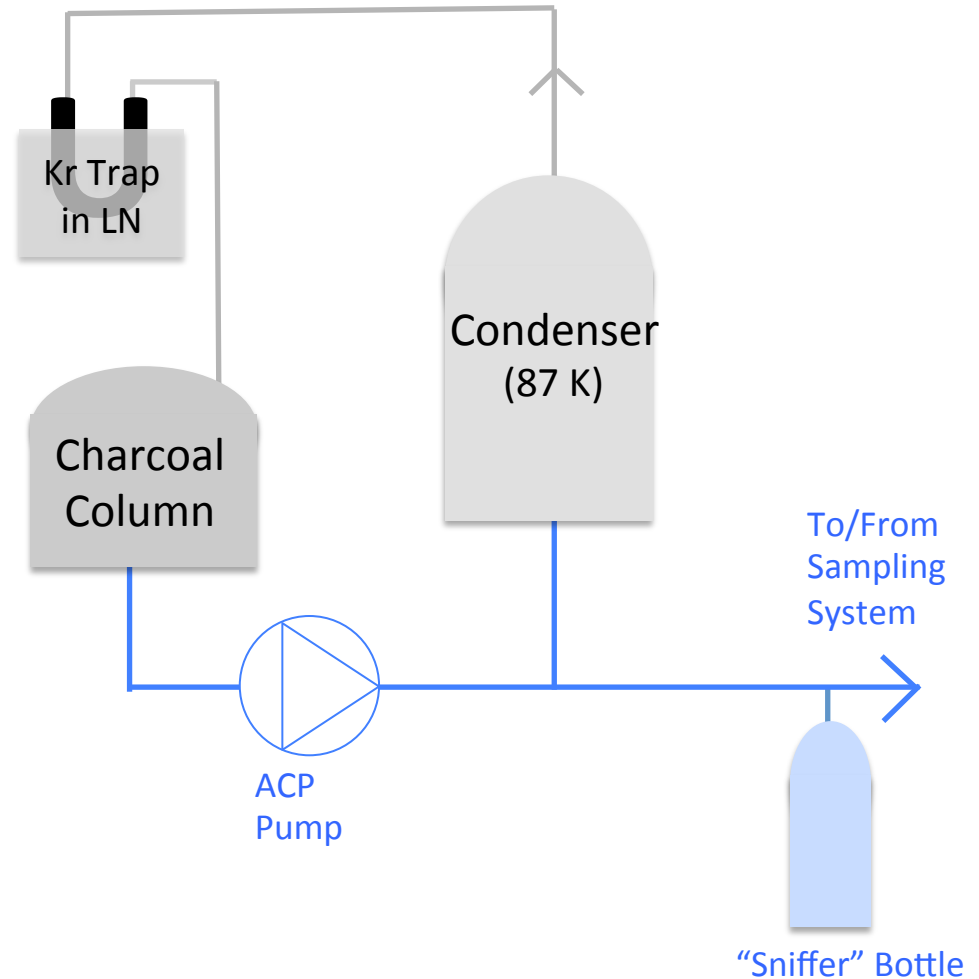 Kr Trap
in LN
Condenser
(87 K)
Charcoal
Column
To/From
Sampling
System
ACP
Pump
“Sniffer” Bottle